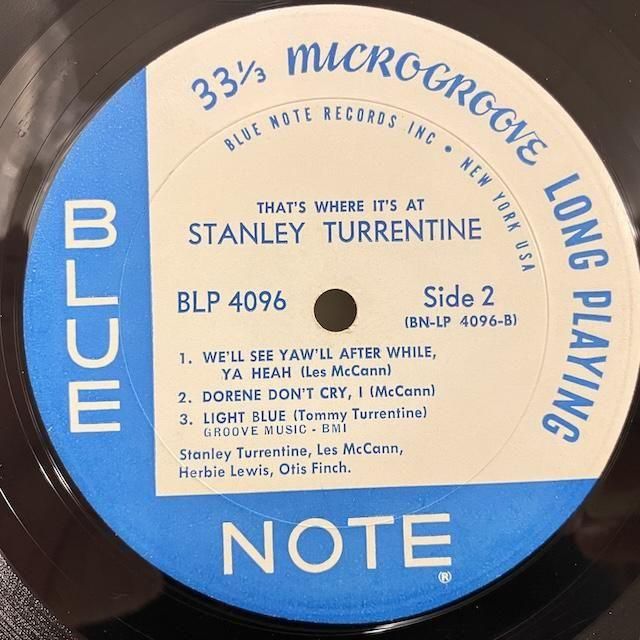 33⅓ MICROGROOVE LONG PLAYING
BLUE NOTE RECORDS INC • NEW YORK USA
THAT'S WHERE IT'S AT
STANLEY TURRENTINE
BLP 4096
Side 2
(BN-LP 4096-B)
1. WE'LL SEE YAW'LL AFTER WHILE,
YA HEAH (Les McCann)
2. DORENE DON'T CRY, I (McCann)
3. LIGHT BLUE (Tommy Turrentine)
GROOVE MUSIC - BMI
Stanley Turrentine, Les McCann,
Herbie Lewis, Otis Finch.
BLUE
NOTE ®